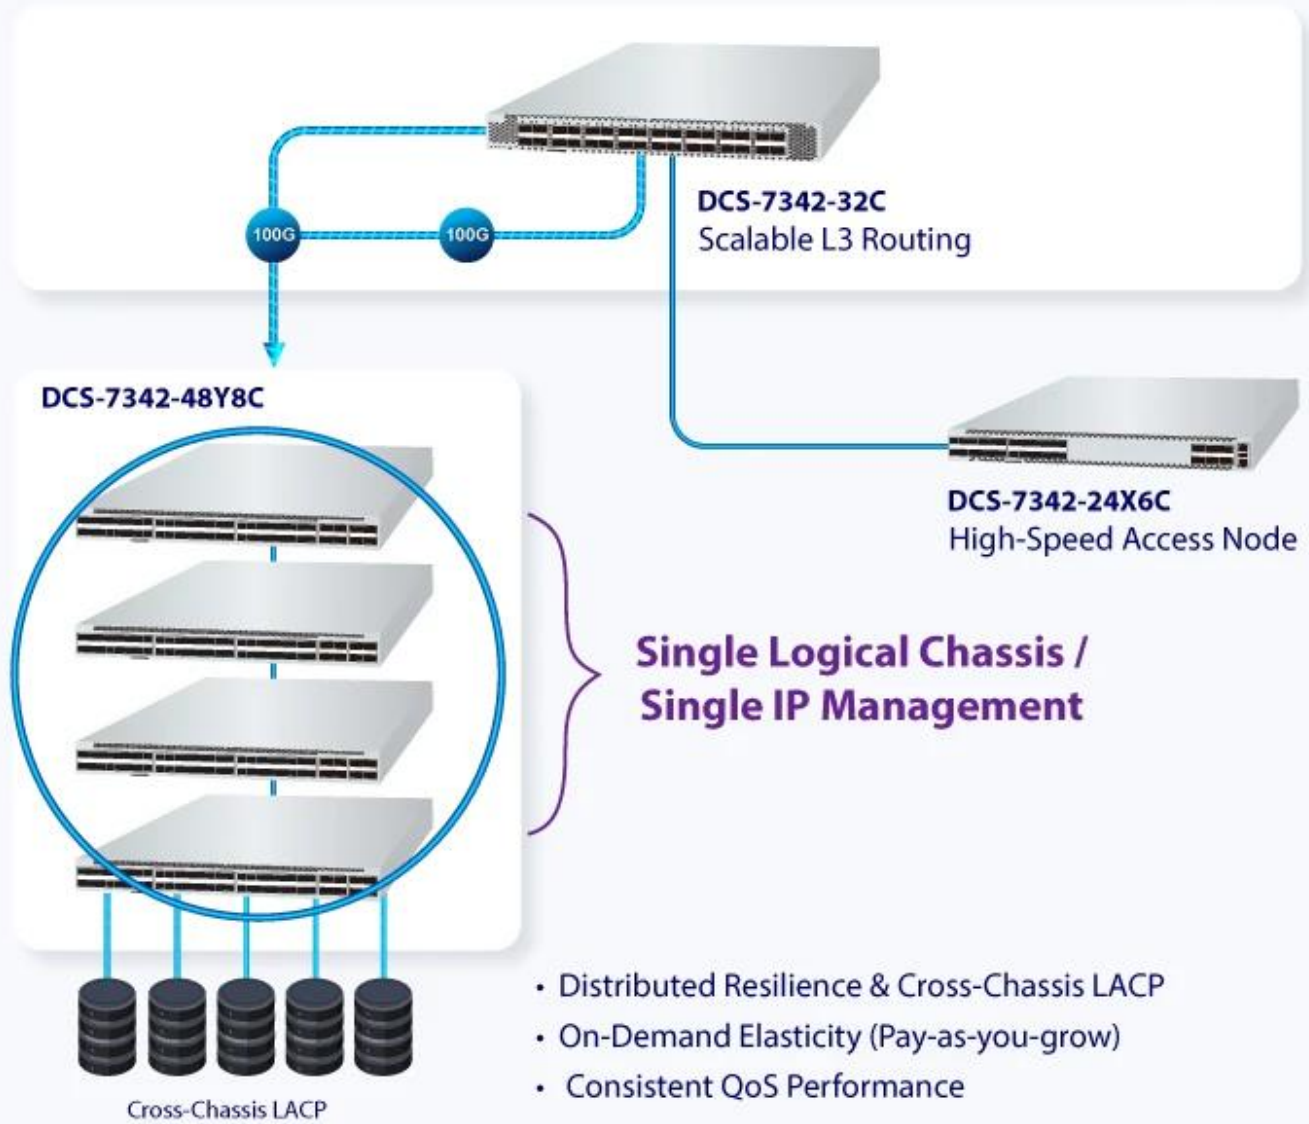 DCS-7342-32C
Scalable L3 Routing
100G
100G
DCS-7342-48Y8C
DCS-7342-24X6C
High-Speed Access Node
Single Logical Chassis /
Single IP Management
• Distributed Resilience & Cross-Chassis LACP
• On-Demand Elasticity (Pay-as-you-grow)
• Consistent QoS Performance
Cross-Chassis LACP